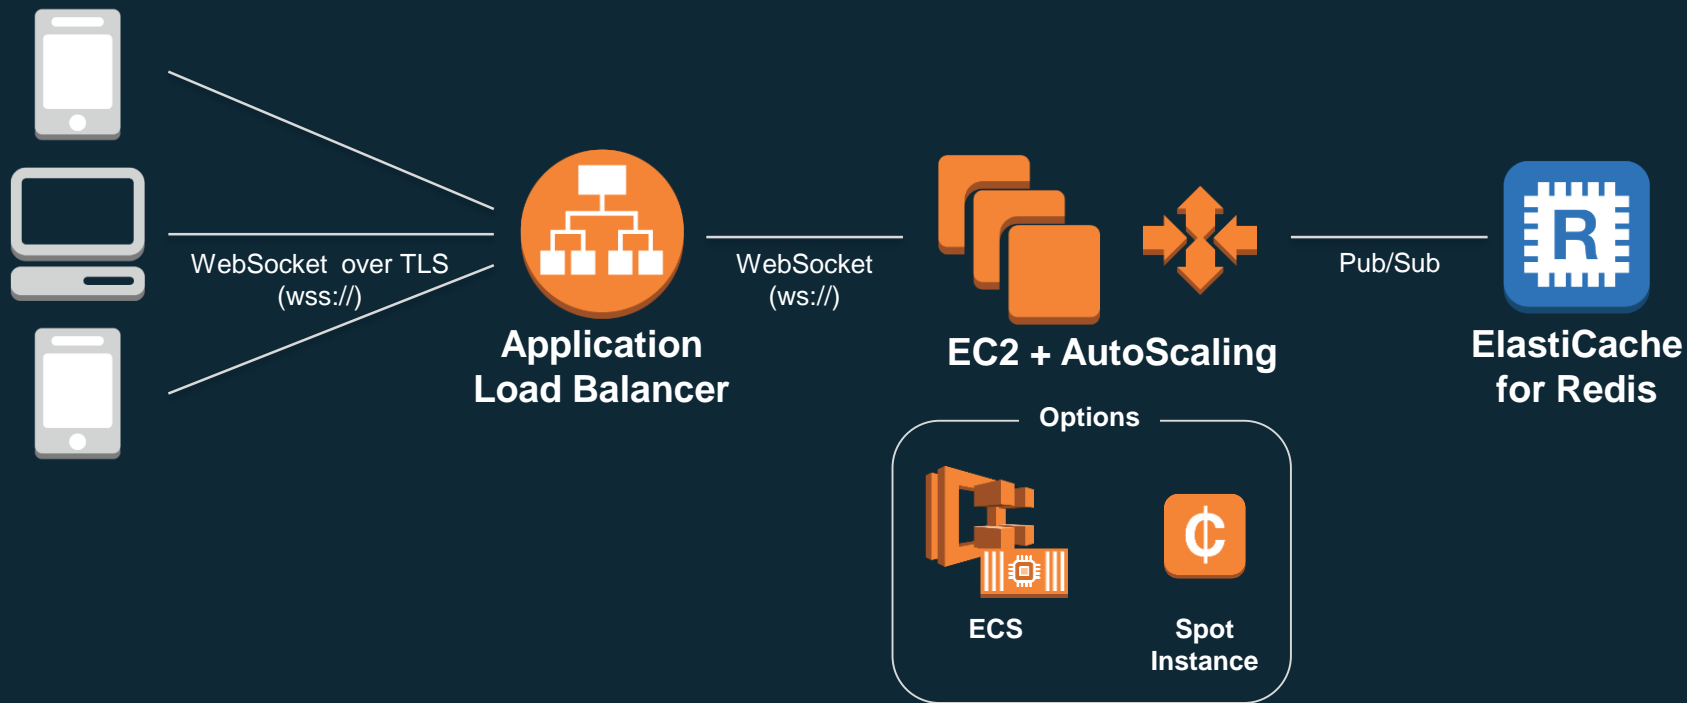 WebSocket over TLS
(wss://)
Application
Load Balancer
WebSocket
(ws://)
EC2 + AutoScaling
Pub/Sub
R
ElastiCache
for Redis
Options
¢
ECS
Spot
Instance